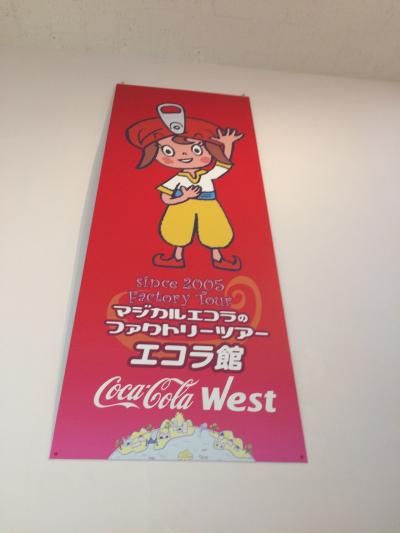 since 2005
Factory Tour
マジカルエコラの
ファクトリーツアー
エコラ館
Coca-Cola West